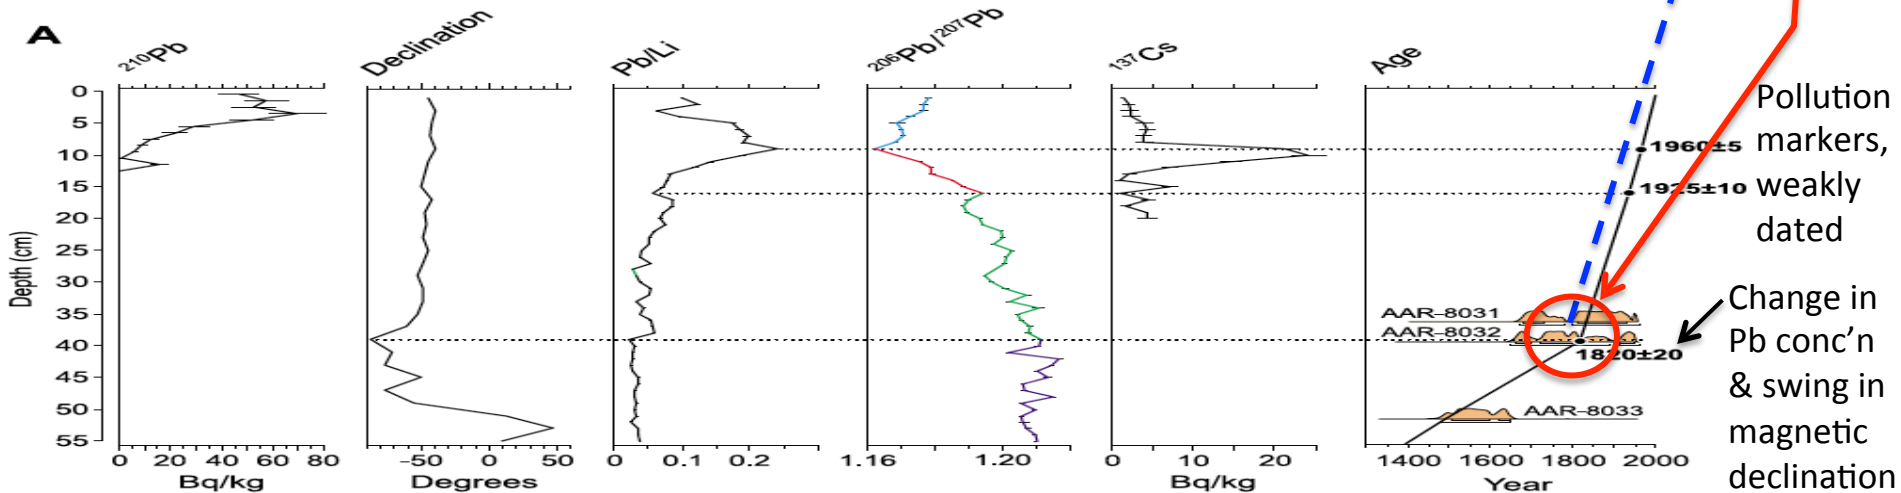 A
²¹⁰Pb
Declination
Pb/Li
²⁰⁶Pb/²⁰⁷Pb
¹³⁷Cs
Age
Depth (cm)
0
5
10
15
20
25
30
35
40
45
50
55
0 20 40 60 80
Bq/kg
-50 0 50
Degrees
0 0.1 0.2
1.16 1.20
0 10 20
Bq/kg
1400 1600 1800 2000
Year
1960±5
1925±10
AAR-8031
AAR-8032
1820±20
AAR-8033
Pollution
markers,
weakly
dated
Change in
Pb conc'n
& swing in
magnetic
declination